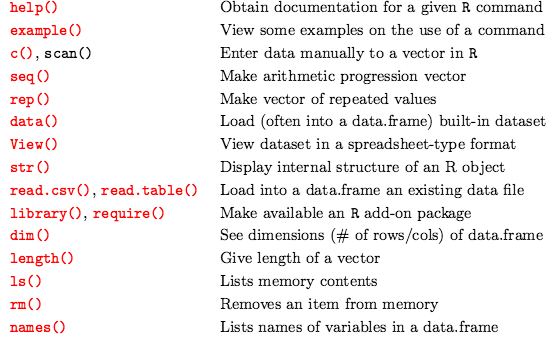 help() Obtain documentation for a given R command
example() View some examples on the use of a command
c(), scan() Enter data manually to a vector in R
seq() Make arithmetic progression vector
rep() Make vector of repeated values
data() Load (often into a data.frame) built-in dataset
View() View dataset in a spreadsheet-type format
str() Display internal structure of an R object
read.csv(), read.table() Load into a data.frame an existing data file
library(), require() Make available an R add-on package
dim() See dimensions (# of rows/cols) of data.frame
length() Give length of a vector
ls() Lists memory contents
rm() Removes an item from memory
names() Lists names of variables in a data.frame